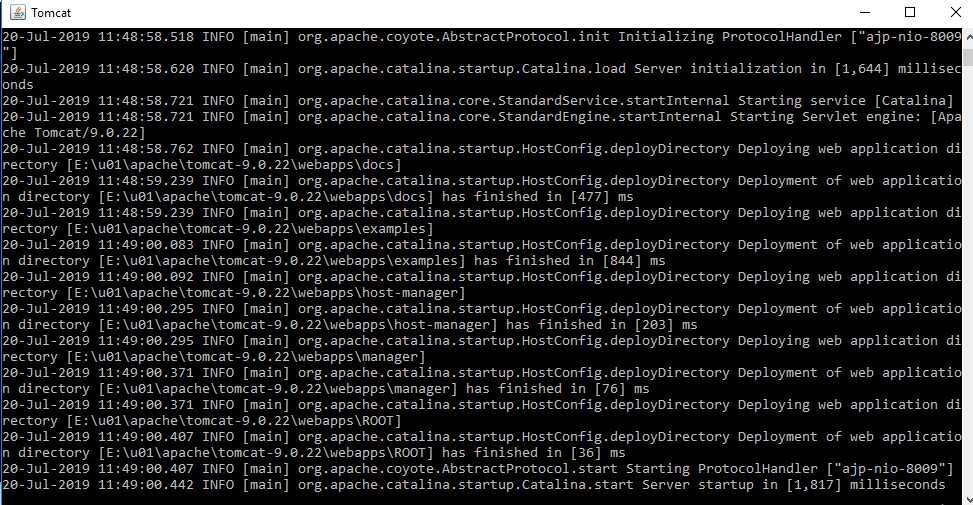 Tomcat
20-Jul-2019 11:48:58.518 INFO [main] org.apache.coyote.AbstractProtocol.init Initializing ProtocolHandler ["ajp-nio-8009
"]
20-Jul-2019 11:48:58.620 INFO [main] org.apache.catalina.startup.Catalina.load Server initialization in [1,644] millisec
onds
20-Jul-2019 11:48:58.721 INFO [main] org.apache.catalina.core.StandardService.startInternal Starting service [Catalina]
20-Jul-2019 11:48:58.721 INFO [main] org.apache.catalina.core.StandardEngine.startInternal Starting Servlet engine: [Apa
che Tomcat/9.0.22]
20-Jul-2019 11:48:58.762 INFO [main] org.apache.catalina.startup.HostConfig.deployDirectory Deploying web application di
rectory [E:\u01\apache\tomcat-9.0.22\webapps\docs]
20-Jul-2019 11:48:59.239 INFO [main] org.apache.catalina.startup.HostConfig.deployDirectory Deployment of web applicatio
n directory [E:\u01\apache\tomcat-9.0.22\webapps\docs] has finished in [477] ms
20-Jul-2019 11:48:59.239 INFO [main] org.apache.catalina.startup.HostConfig.deployDirectory Deploying web application di
rectory [E:\u01\apache\tomcat-9.0.22\webapps\examples]
20-Jul-2019 11:49:00.083 INFO [main] org.apache.catalina.startup.HostConfig.deployDirectory Deployment of web applicatio
n directory [E:\u01\apache\tomcat-9.0.22\webapps\examples] has finished in [844] ms
20-Jul-2019 11:49:00.092 INFO [main] org.apache.catalina.startup.HostConfig.deployDirectory Deploying web application di
rectory [E:\u01\apache\tomcat-9.0.22\webapps\host-manager]
20-Jul-2019 11:49:00.295 INFO [main] org.apache.catalina.startup.HostConfig.deployDirectory Deployment of web applicatio
n directory [E:\u01\apache\tomcat-9.0.22\webapps\host-manager] has finished in [203] ms
20-Jul-2019 11:49:00.295 INFO [main] org.apache.catalina.startup.HostConfig.deployDirectory Deploying web application di
rectory [E:\u01\apache\tomcat-9.0.22\webapps\manager]
20-Jul-2019 11:49:00.371 INFO [main] org.apache.catalina.startup.HostConfig.deployDirectory Deployment of web applicatio
n directory [E:\u01\apache\tomcat-9.0.22\webapps\manager] has finished in [76] ms
20-Jul-2019 11:49:00.371 INFO [main] org.apache.catalina.startup.HostConfig.deployDirectory Deploying web application di
rectory [E:\u01\apache\tomcat-9.0.22\webapps\ROOT]
20-Jul-2019 11:49:00.407 INFO [main] org.apache.catalina.startup.HostConfig.deployDirectory Deployment of web applicatio
n directory [E:\u01\apache\tomcat-9.0.22\webapps\ROOT] has finished in [36] ms
20-Jul-2019 11:49:00.407 INFO [main] org.apache.coyote.AbstractProtocol.start Starting ProtocolHandler ["ajp-nio-8009"]
20-Jul-2019 11:49:00.442 INFO [main] org.apache.catalina.startup.Catalina.start Server startup in [1,817] milliseconds